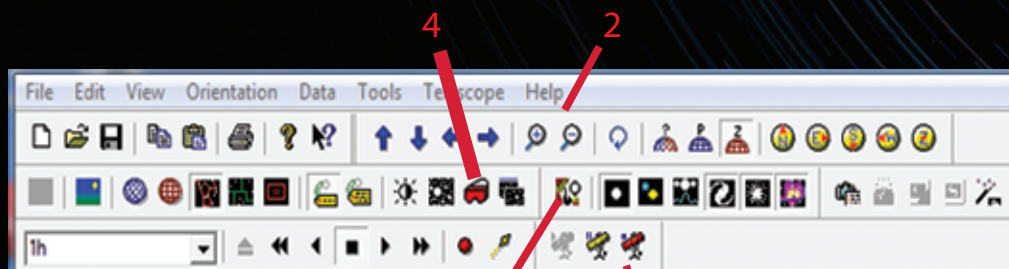 4 2
File Edit View Orientation Data Tools Telescope Help
N E S W Z
1h